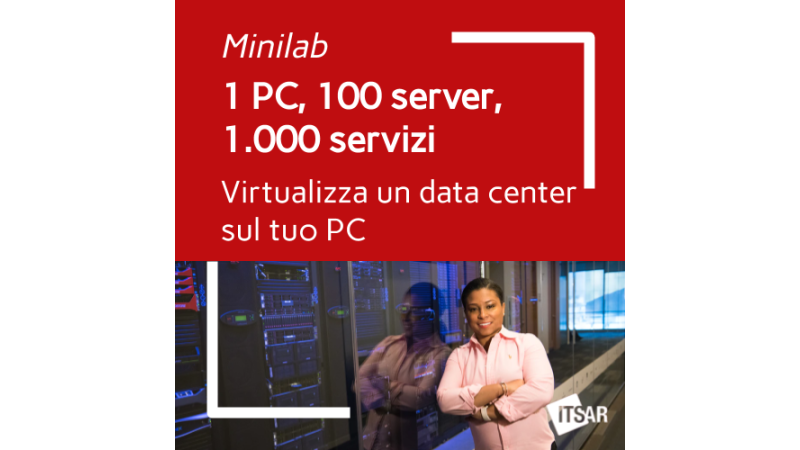 Minilab
1 PC, 100 server,
1.000 servizi
Virtualizza un data center
sul tuo PC
ITSAR